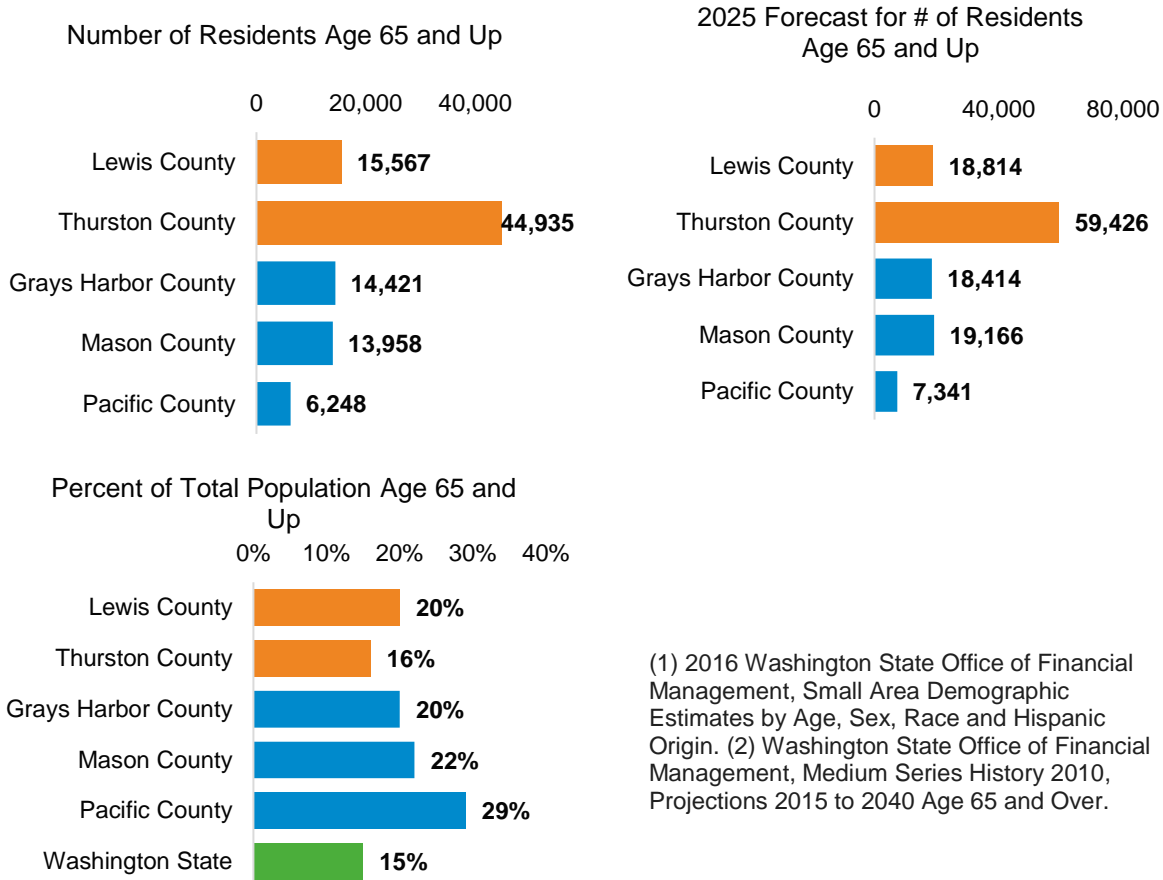 Number of Residents Age 65 and Up
0 20,000 40,000
Lewis County 15,567
Thurston County 44,935
Grays Harbor County 14,421
Mason County 13,958
Pacific County 6,248
2025 Forecast for # of Residents
Age 65 and Up
0 40,000 80,000
Lewis County 18,814
Thurston County 59,426
Grays Harbor County 18,414
Mason County 19,166
Pacific County 7,341
Percent of Total Population Age 65 and
Up
0% 10% 20% 30% 40%
Lewis County 20%
Thurston County 16%
Grays Harbor County 20%
Mason County 22%
Pacific County 29%
Washington State 15%
(1) 2016 Washington State Office of Financial
Management, Small Area Demographic
Estimates by Age, Sex, Race and Hispanic
Origin. (2) Washington State Office of Financial
Management, Medium Series History 2010,
Projections 2015 to 2040 Age 65 and Over.